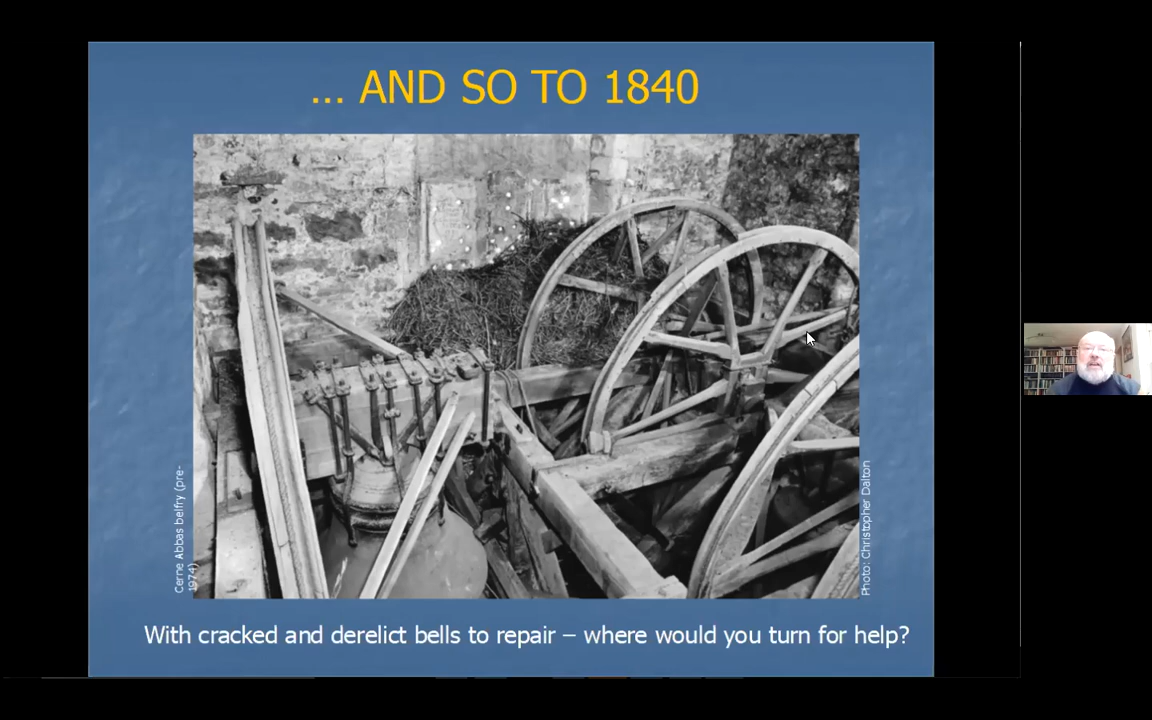 ... AND SO TO 1840
Cerne Abbas belfry (pre-
1974)
Photo: Christopher Dalton
With cracked and derelict bells to repair – where would you turn for help?